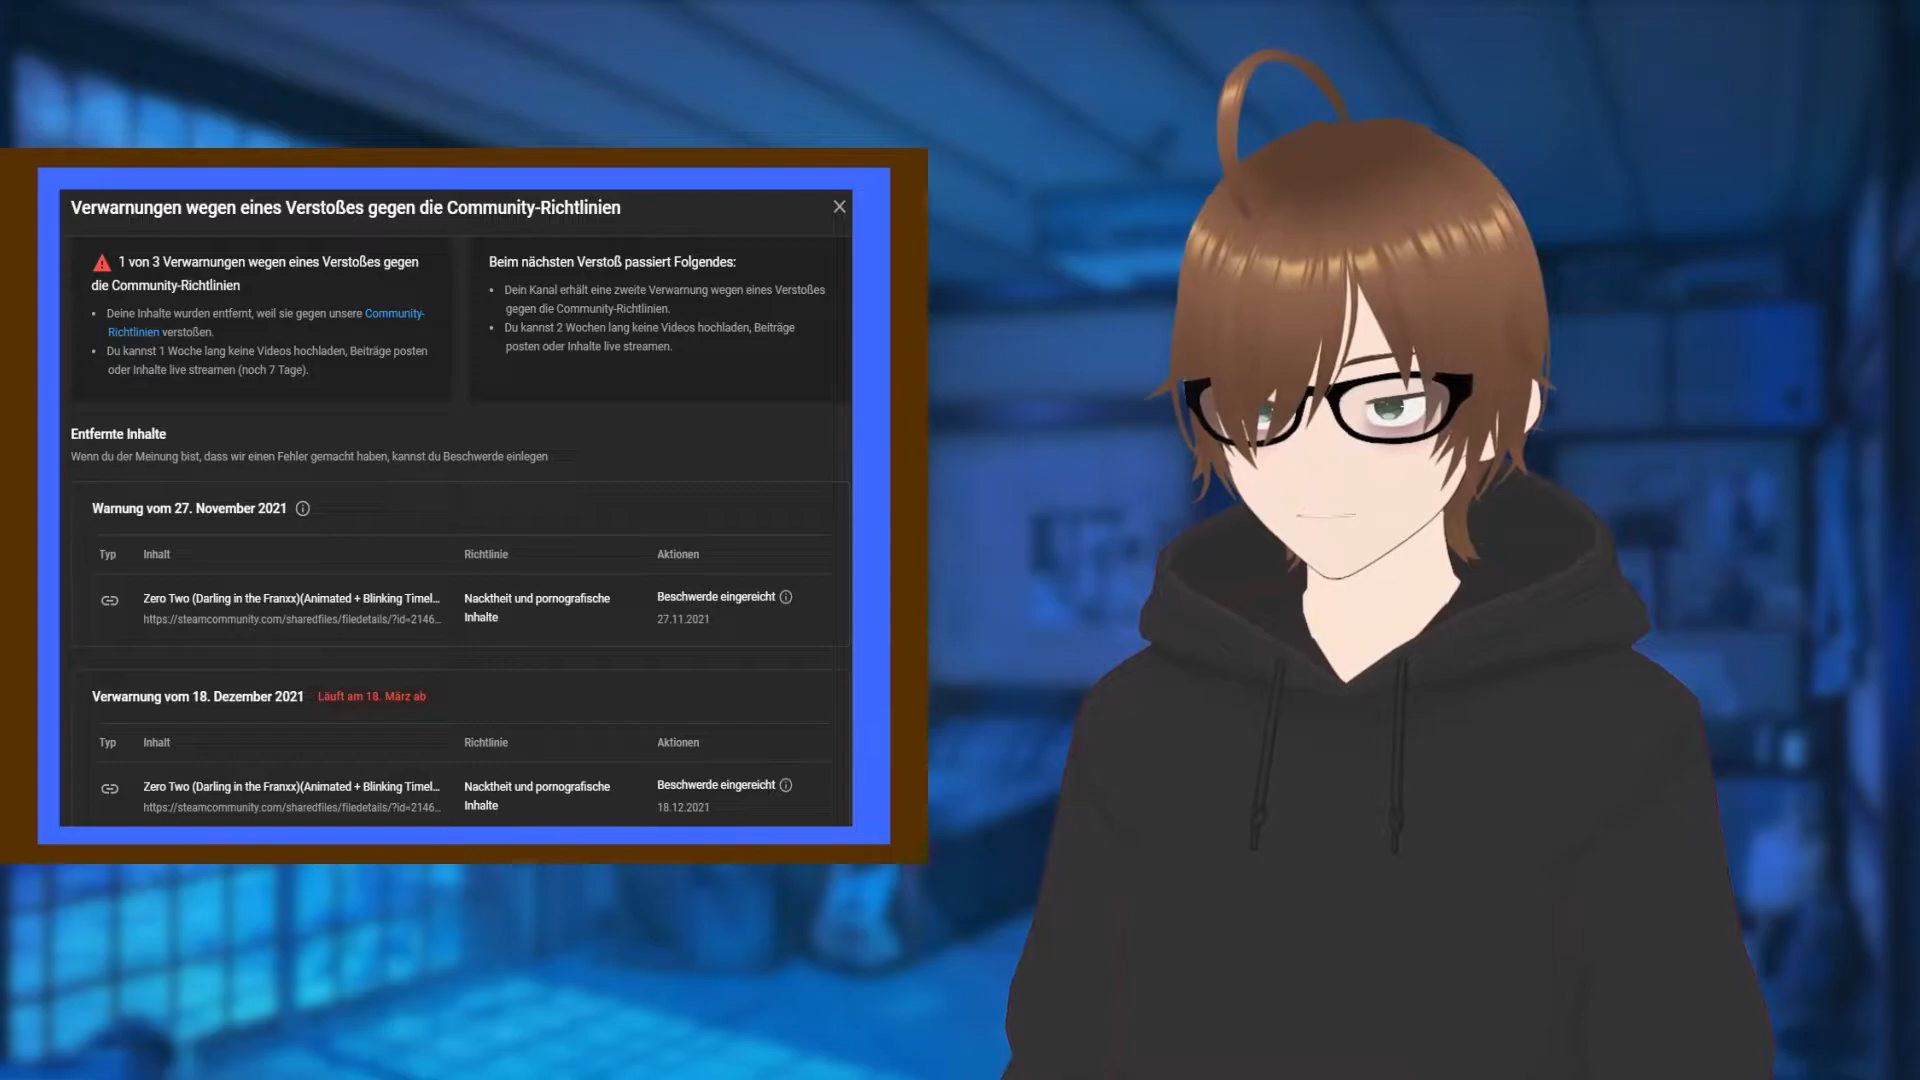 Verwarnungen wegen eines Verstoßes gegen die Community-Richtlinien
1 von 3 Verwarnungen wegen eines Verstoßes gegen
die Community-Richtlinien
Deine Inhalte wurden entfernt, weil sie gegen unsere Community-
Richtlinien verstoßen.
Du kannst 1 Woche lang keine Videos hochladen, Beiträge posten
oder Inhalte live streamen (noch 7 Tage).
Beim nächsten Verstoß passiert Folgendes:
Dein Kanal erhält eine zweite Verwarnung wegen eines Verstoßes
gegen die Community-Richtlinien.
Du kannst 2 Wochen lang keine Videos hochladen, Beiträge
posten oder Inhalte live streamen.
Entfernte Inhalte
Wenn du der Meinung bist, dass wir einen Fehler gemacht haben, kannst du Beschwerde einlegen
Warnung vom 27. November 2021
Typ Inhalt Richtlinie Aktionen
Zero Two (Darling in the Franxx)(Animated + Blinking Timel... Nacktheit und pornografische Beschwerde eingereicht
https://steamcommunity.com/sharedfiles/filedetails/?id=2146... Inhalte 27.11.2021
Verwarnung vom 18. Dezember 2021 Läuft am 18. März ab
Typ Inhalt Richtlinie Aktionen
Zero Two (Darling in the Franxx)(Animated + Blinking Timel... Nacktheit und pornografische Beschwerde eingereicht
https://steamcommunity.com/sharedfiles/filedetails/?id=2146... Inhalte 18.12.2021